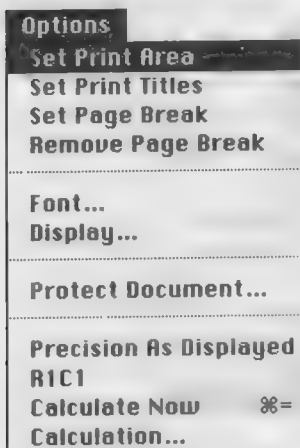 Options
Set Print Area
Set Print Titles
Set Page Break
Remove Page Break
Font...
Display...
Protect Document...
Precision As Displayed
R1C1
Calculate Now ⌘=
Calculation...